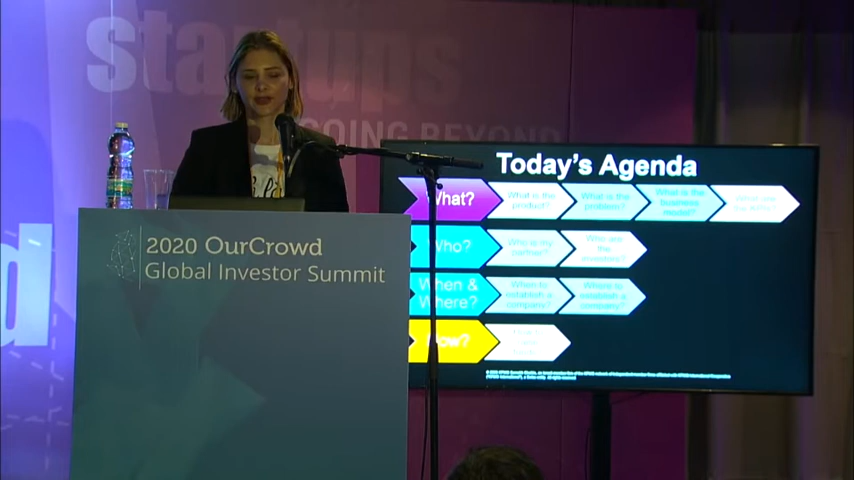 startups
GOING BEYOND
2020 OurCrowd
Global Investor Summit
Today's Agenda
What?
What is the
product?
What is the
problem?
What is the
business
model?
Who?
Who is my
partner?
Who are
the
investors?
When &
Where?
When to
establish a
company?
Where to
establish a
company?
How?